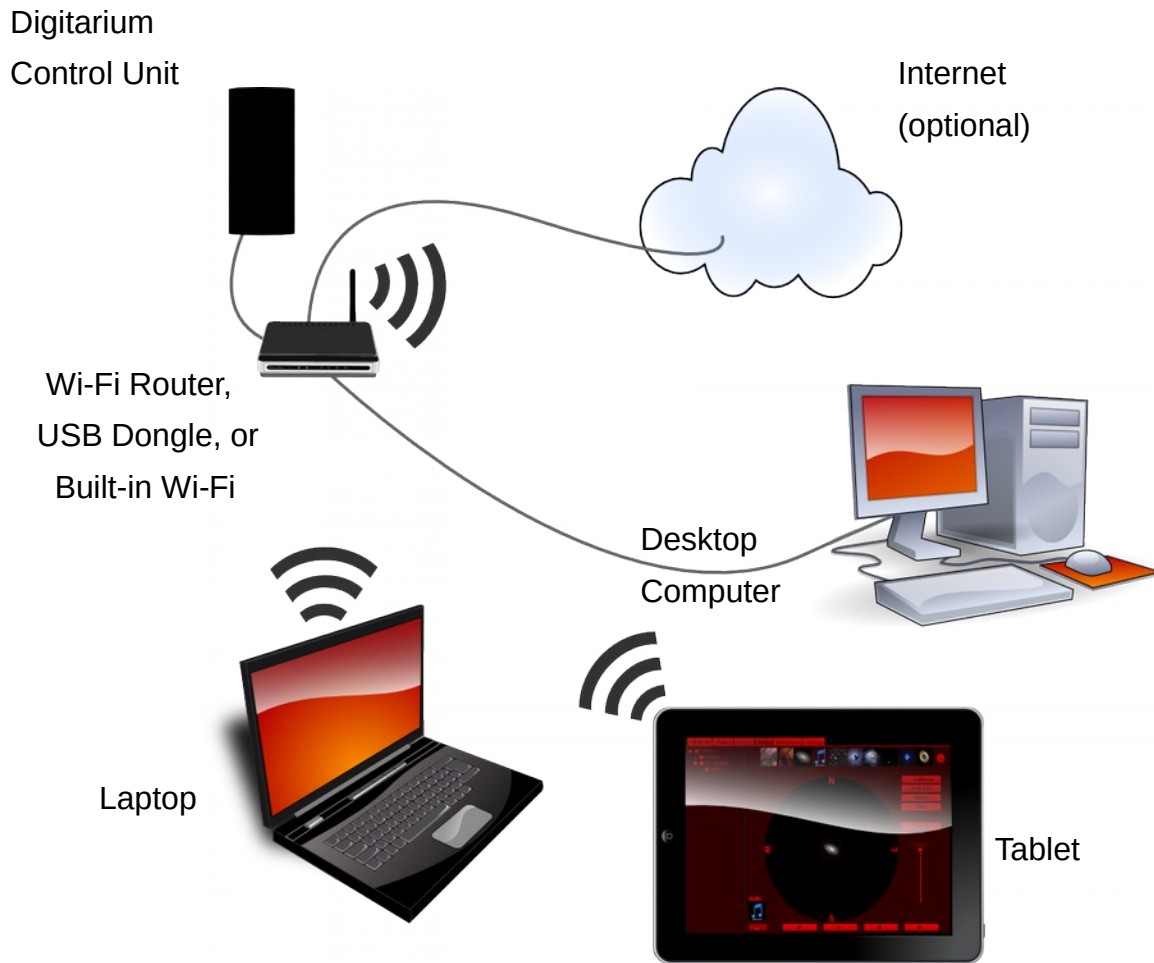 Digitarium
Control Unit
Internet
(optional)
Wi-Fi Router,
USB Dongle, or
Built-in Wi-Fi
Desktop
Computer
Laptop
Tablet
N